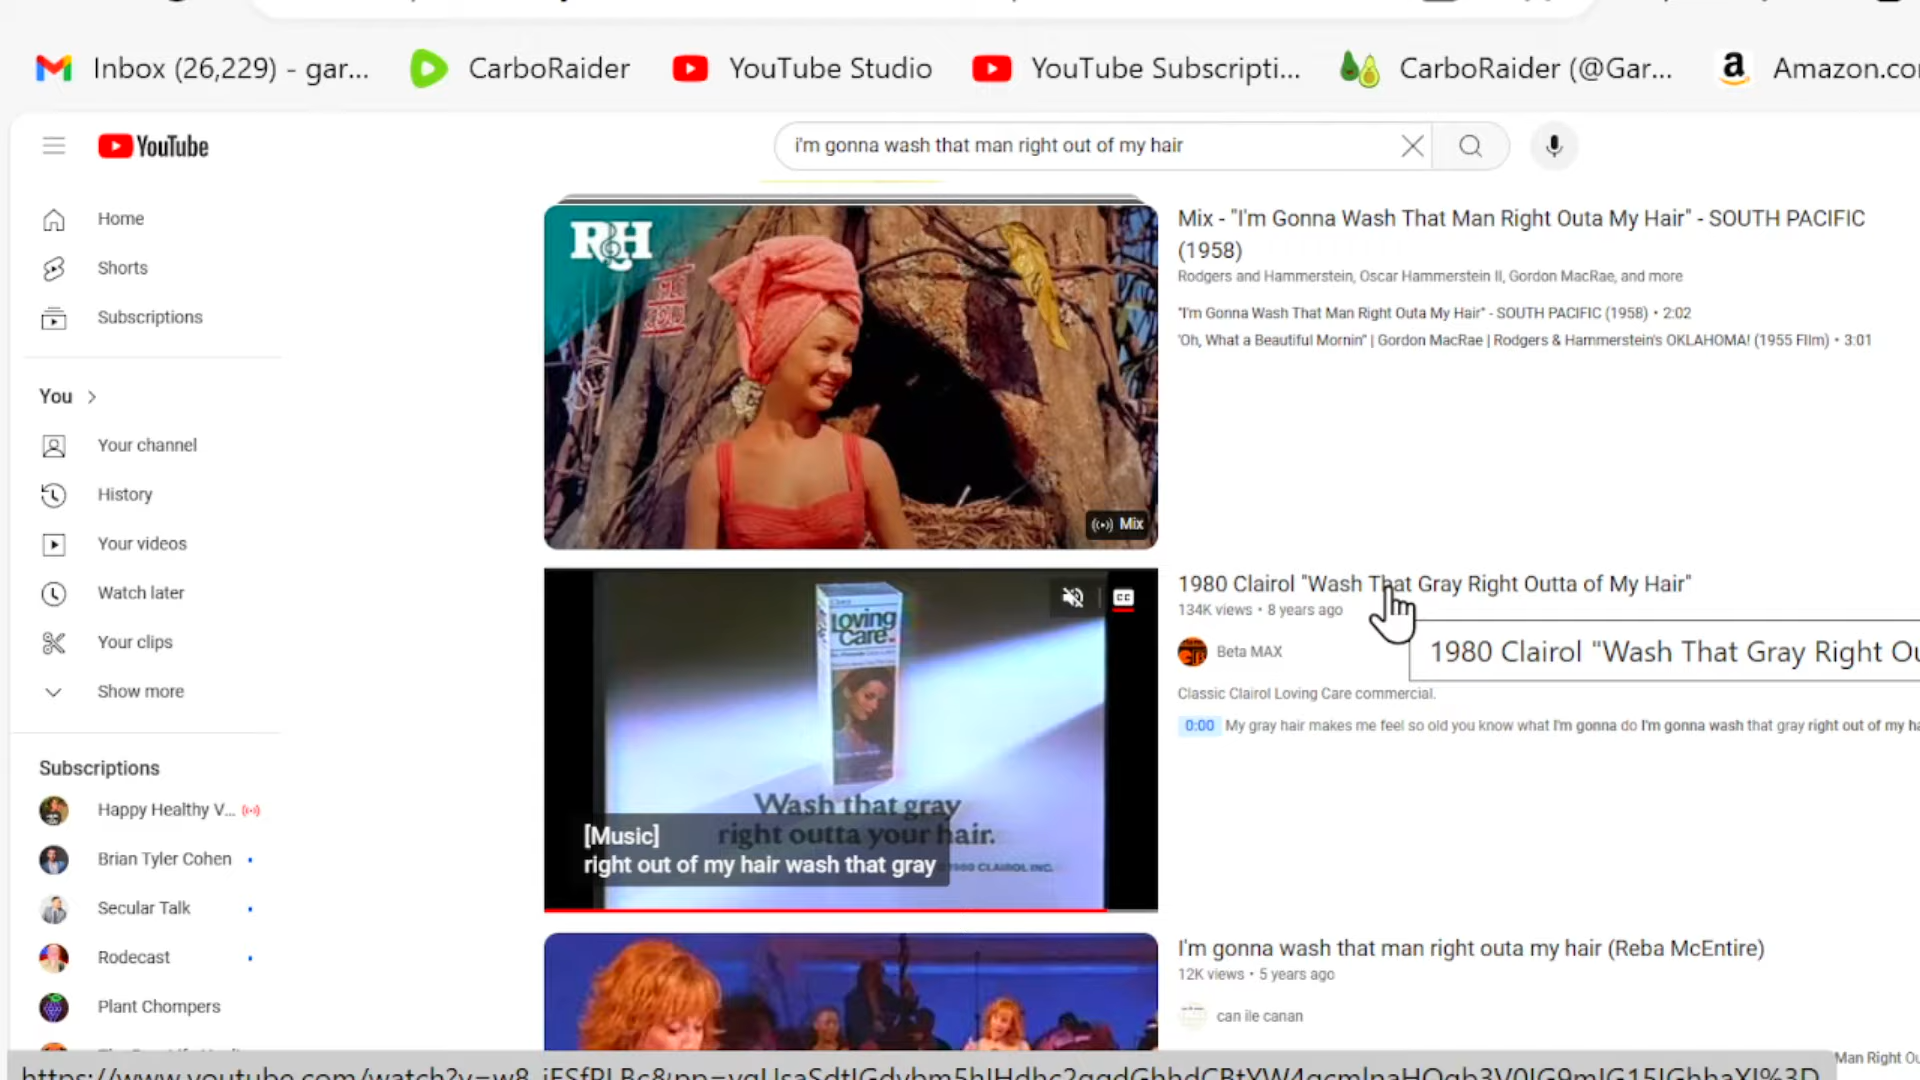 Inbox (26,229) - gar...
CarboRaider
YouTube Studio
YouTube Subscripti...
CarboRaider (@Gar...
Amazon.co
YouTube
i'm gonna wash that man right out of my hair
Home
Shorts
Subscriptions
You
Your channel
History
Your videos
Watch later
Your clips
Show more
Subscriptions
Happy Healthy V...
Brian Tyler Cohen
Secular Talk
Rodecast
Plant Chompers
R&H
Mix
Mix - "I'm Gonna Wash That Man Right Outa My Hair" - SOUTH PACIFIC
(1958)
Rodgers and Hammerstein, Oscar Hammerstein II, Gordon MacRae, and more
"I'm Gonna Wash That Man Right Outa My Hair" - SOUTH PACIFIC (1958) • 2:02
'Oh, What a Beautiful Mornin" | Gordon MacRae | Rodgers & Hammerstein's OKLAHOMA! (1955 FIlm) • 3:01
Loving
Care
CC
Wash that gray
right outta your hair.
1980 CLAIROL INC.
[Music]
right out of my hair wash that gray
1980 Clairol "Wash That Gray Right Outta of My Hair"
134K views • 8 years ago
Beta MAX
1980 Clairol "Wash That Gray Right Ou
Classic Clairol Loving Care commercial.
0:00 My gray hair makes me feel so old you know what I'm gonna do I'm gonna wash that gray right out of my ha
I'm gonna wash that man right outa my hair (Reba McEntire)
12K views • 5 years ago
can ile canan
Man Right Ou